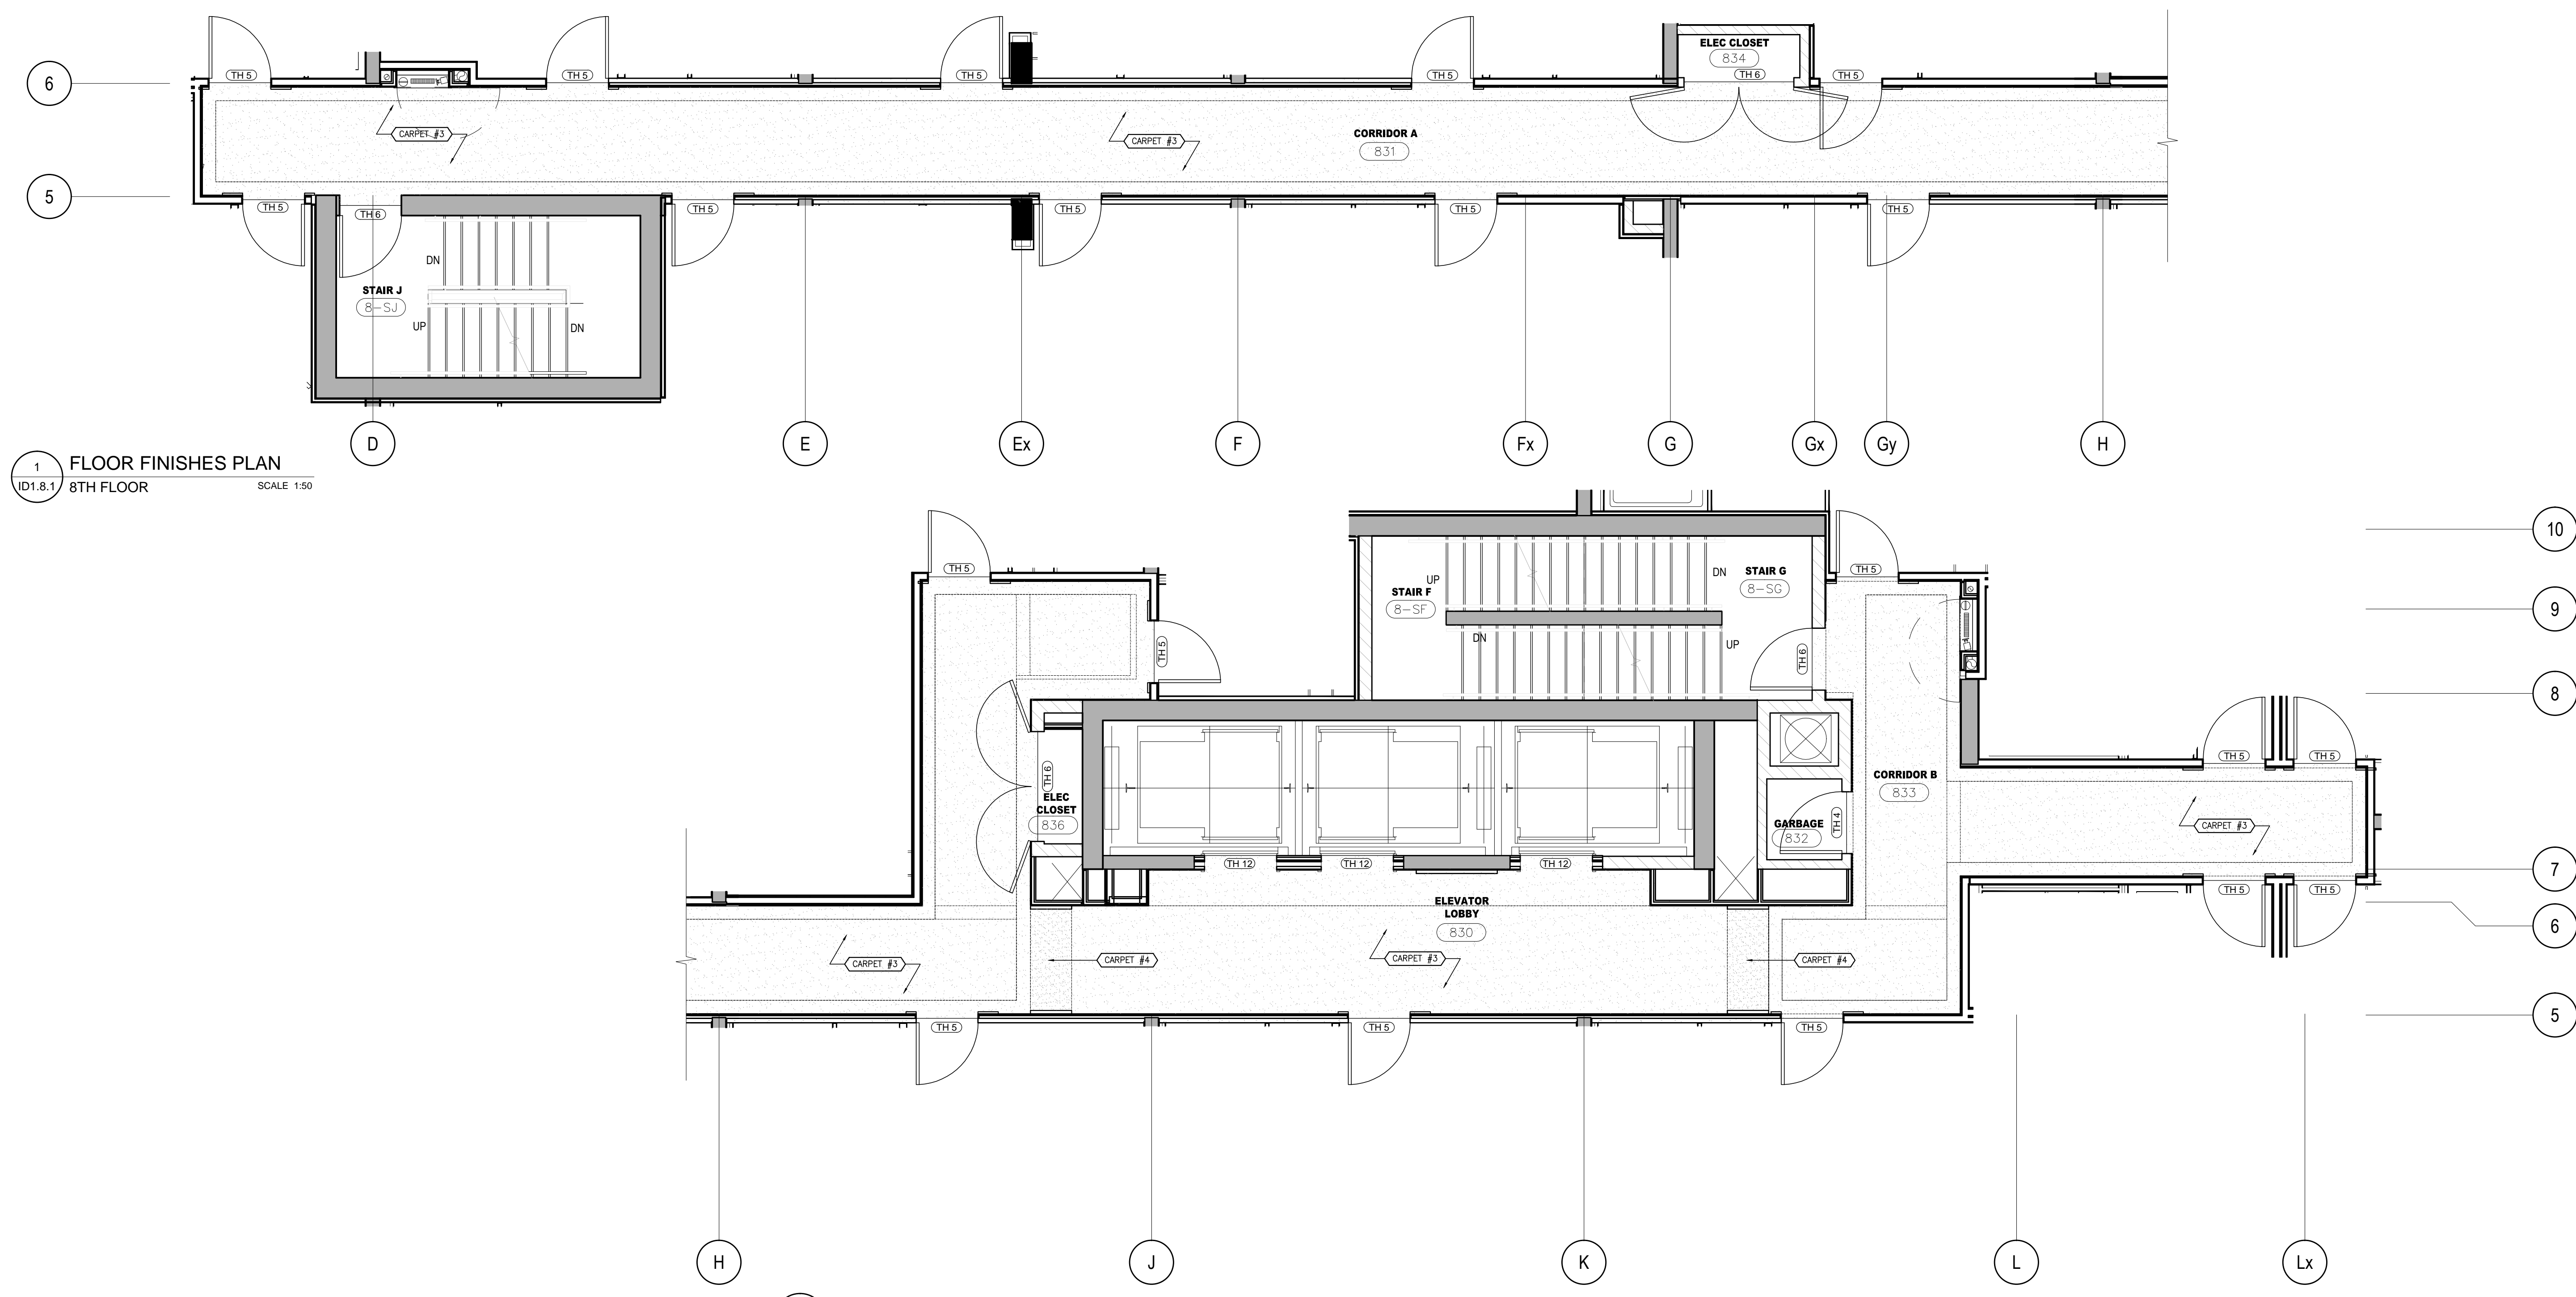 ELEC CLOSET
834
6
TH 5
TH 5
TH 5
TH 5
TH 6
TH 5
CARPET #3
CARPET #3
CORRIDOR A
831
5
TH 5
TH 6
TH 5
TH 5
TH 5
TH 5
DN
STAIR J
8-SJ
UP
DN
D
E
Ex
F
Fx
G
Gx
Gy
H
1
ID1.8.1
FLOOR FINISHES PLAN
8TH FLOOR
SCALE 1:50
10
TH 5
TH 5
UP
STAIR F
8-SF
DN
STAIR G
8-SG
9
DN
UP
TH 5
TH 6
8
TH 5
TH 5
TH 6
ELEC
CLOSET
836
CORRIDOR B
833
GARBAGE
832
TH 4
CARPET #3
TH 12
TH 12
TH 12
7
TH 5
TH 5
ELEVATOR
LOBBY
830
6
CARPET #3
CARPET #4
CARPET #3
CARPET #4
5
TH 5
TH 5
TH 5
H
J
K
L
Lx